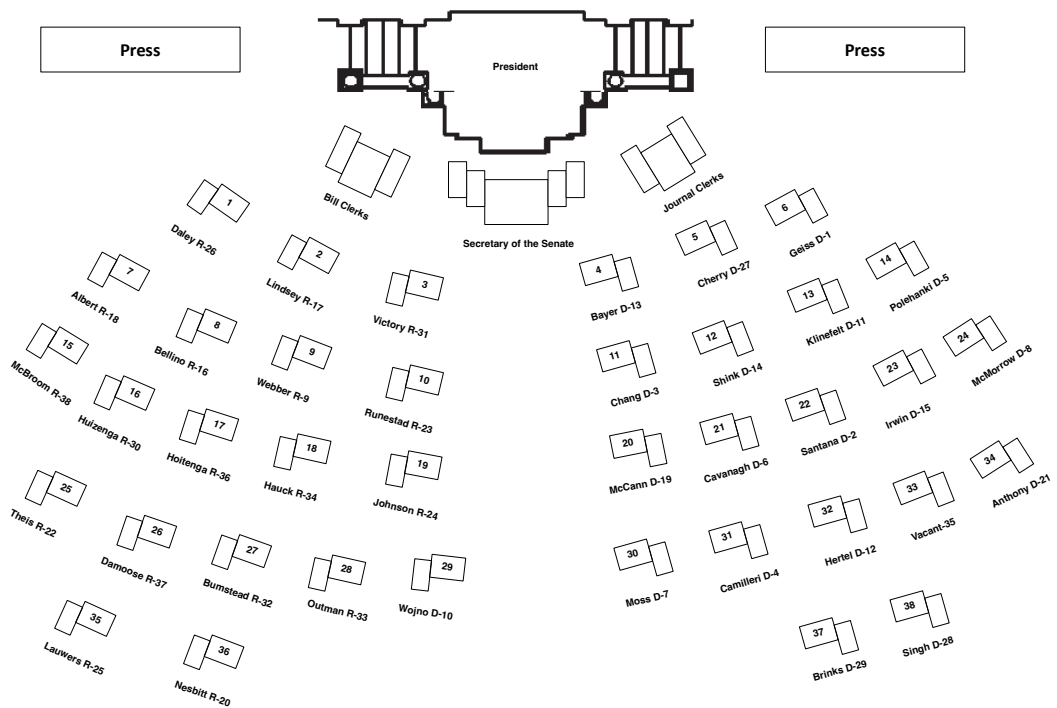 Press
President
Press
Bill Clerks
Secretary of the Senate
Journal Clerks
1
Daley R-26
2
Lindsey R-17
3
Victory R-31
4
Bayer D-13
5
Cherry D-27
6
Geiss D-1
7
Albert R-18
8
Bellino R-16
9
Webber R-9
10
Runestad R-23
11
Chang D-3
12
Shink D-14
13
Klinefelt D-11
14
Polehanki D-5
15
McBroom R-38
16
Huizenga R-30
17
Hoitenga R-36
18
Hauck R-34
19
Johnson R-24
20
McCann D-19
21
Cavanagh D-6
22
Santana D-2
23
Irwin D-15
24
McMorrow D-8
25
Theis R-22
26
Damoose R-37
27
Bumstead R-32
28
Outman R-33
29
Wojno D-10
30
Moss D-7
31
Camilleri D-4
32
Hertel D-12
33
Vacant-35
34
Anthony D-21
35
Lauwers R-25
36
Nesbitt R-20
37
Brinks D-29
38
Singh D-28